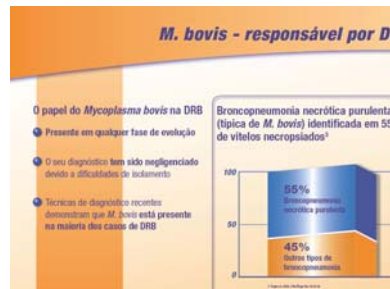 M. bovis - responsável por D
O papel do Mycoplasma bovis na DRB
Presente em qualquer fase de evolução
O seu diagnóstico tem sido negligenciado
devido a dificuldades de isolamento
Técnicas de diagnóstico recentes
demonstram que M. bovis está presente
na maioria dos casos de DRB
Broncopneumonia necrótica purulenta
(típica de M. bovis) identificada em 55
de vitelos necropsiados³
100
50
0
55%
Broncopneumonia
necrótica purulenta
45%
Outros tipos de
broncopneumonia